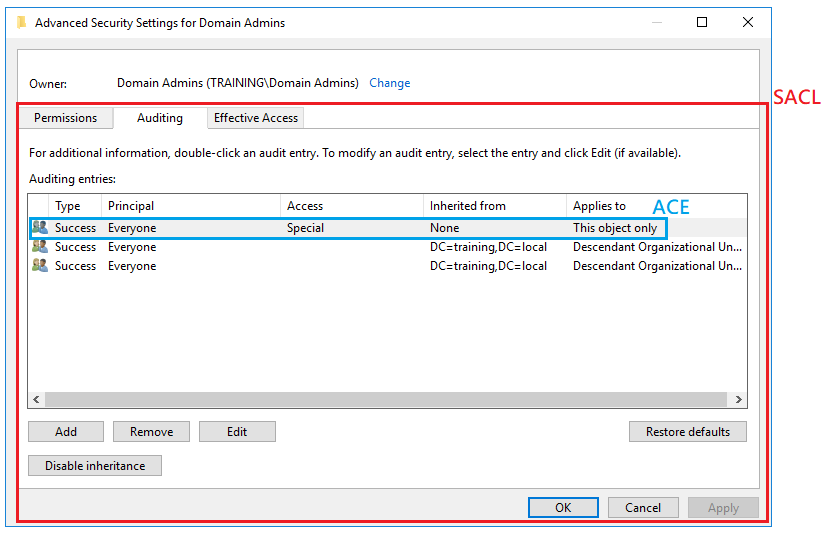 Advanced Security Settings for Domain Admins
Owner: Domain Admins (TRAINING\Domain Admins) Change
SACL
Permissions Auditing Effective Access
For additional information, double-click an audit entry. To modify an audit entry, select the entry and click Edit (if available).
Auditing entries:
Type Principal Access Inherited from Applies to ACE
Success Everyone Special None This object only
Success Everyone DC=training,DC=local Descendant Organizational Un...
Success Everyone DC=training,DC=local Descendant Organizational Un...
Add Remove Edit Restore defaults
Disable inheritance
OK Cancel Apply